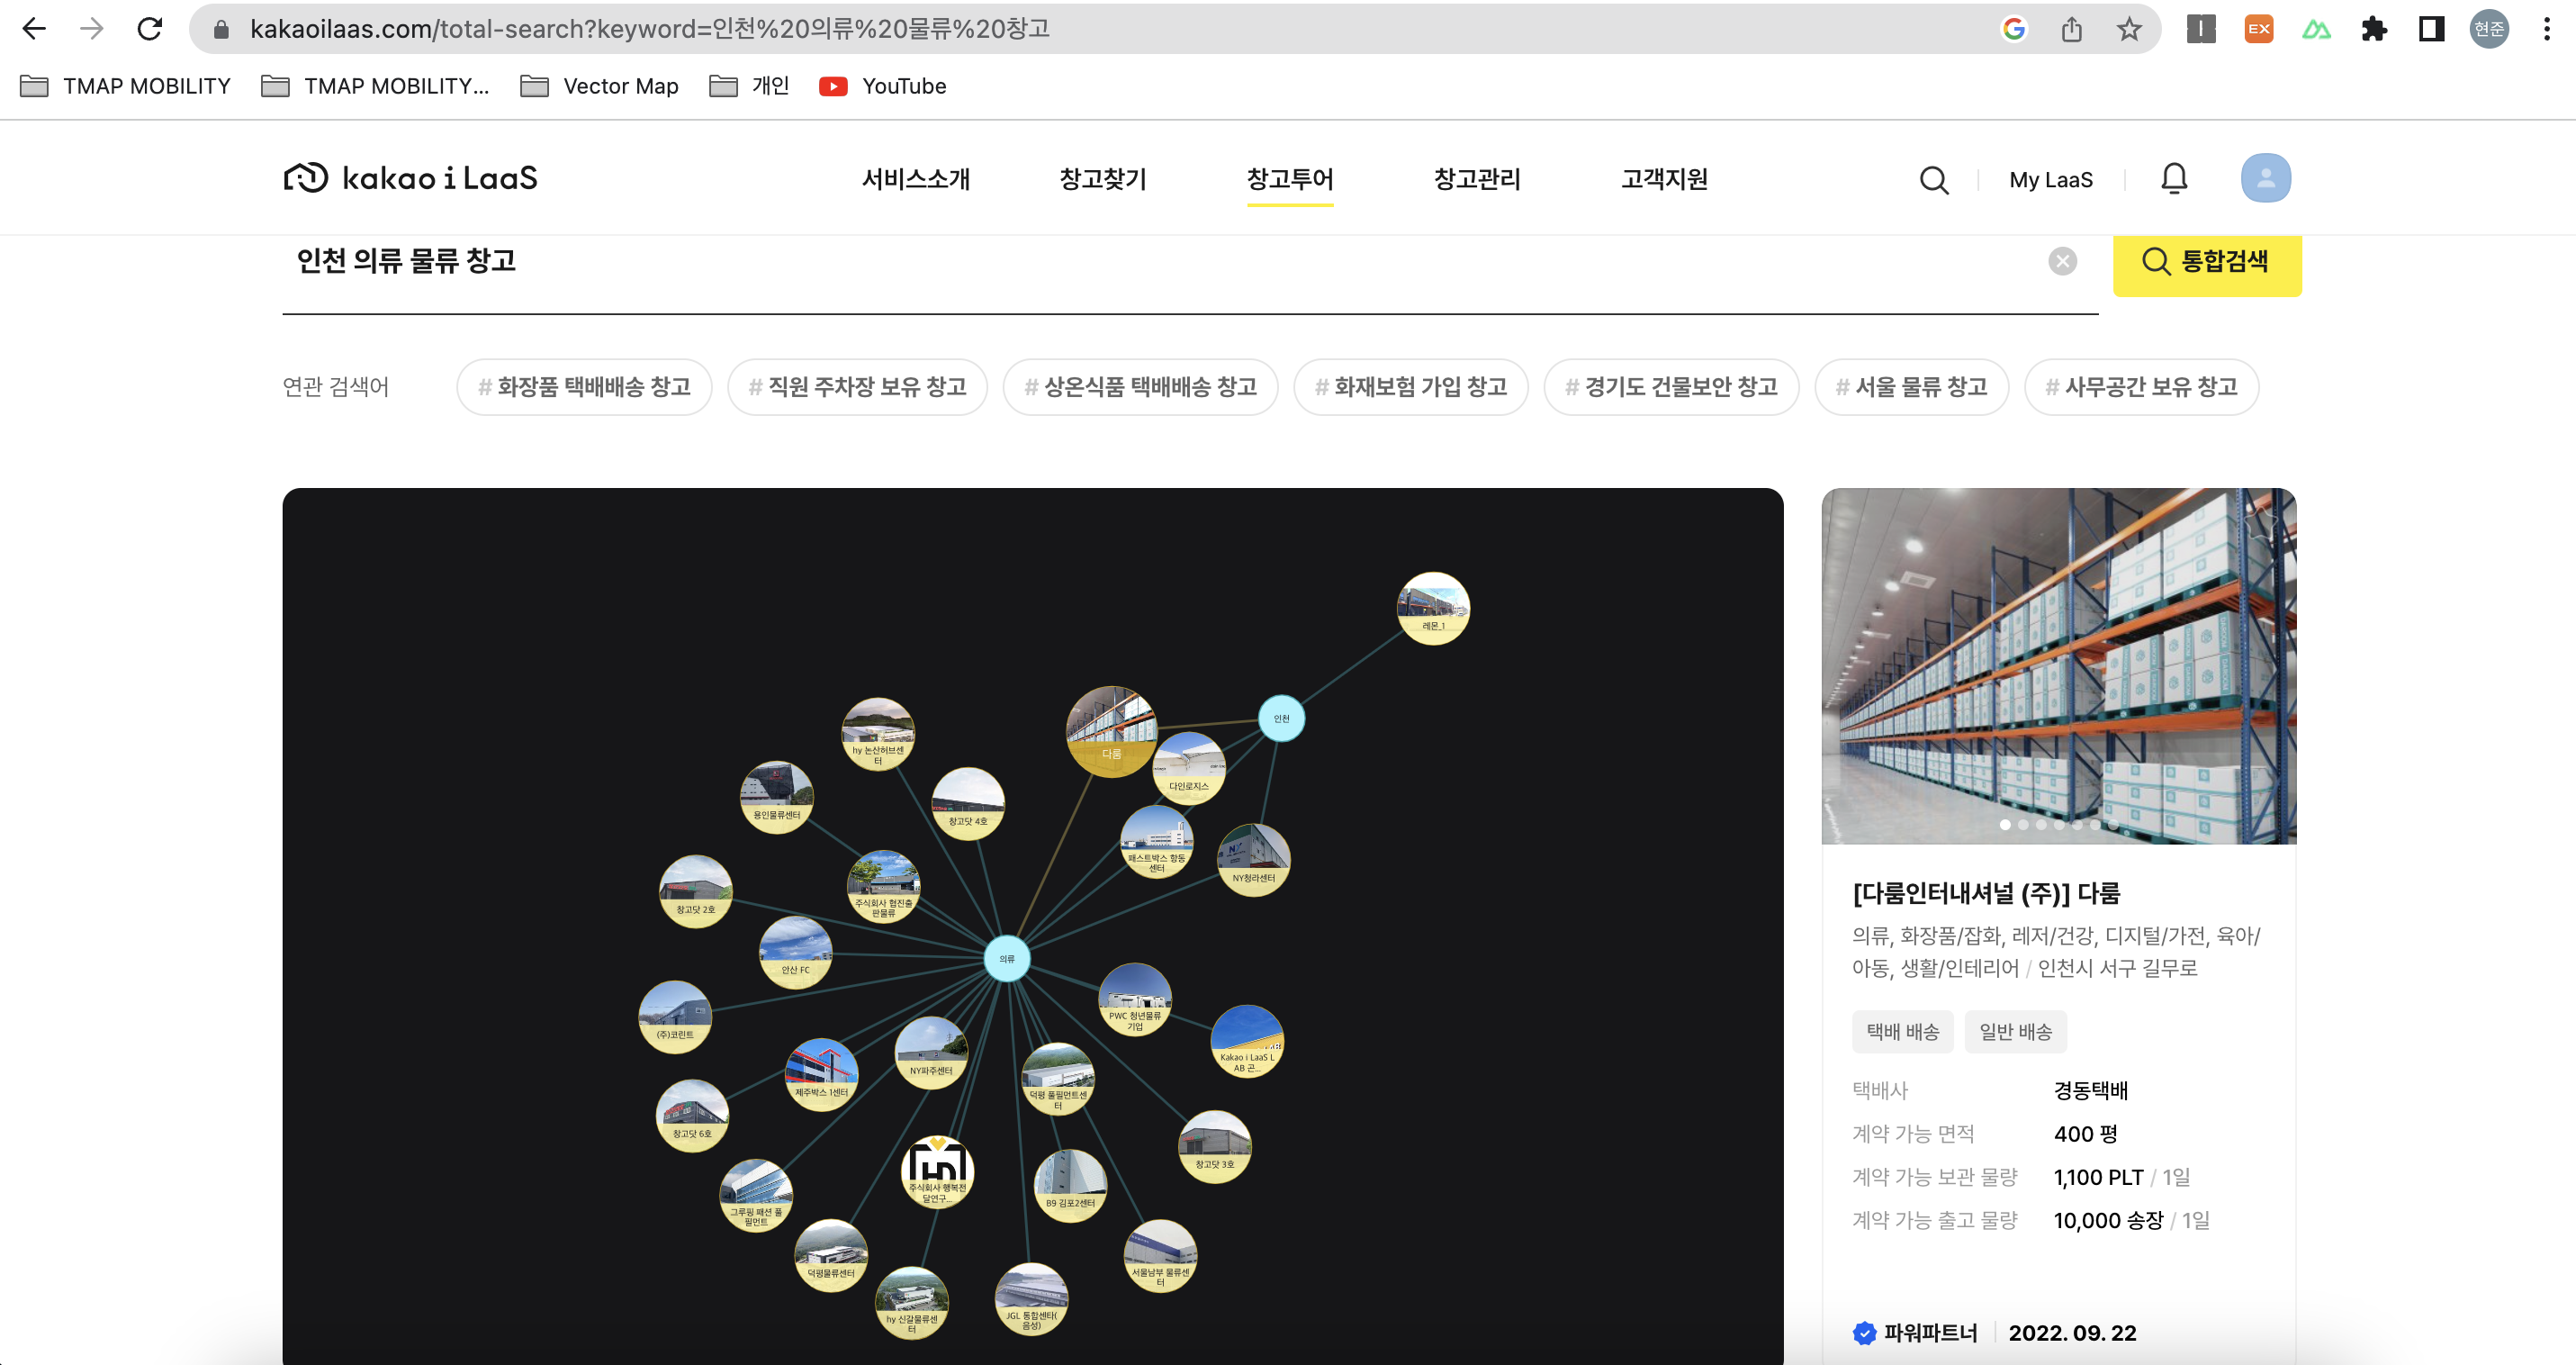 kakaoilaas.com/total-search?keyword=인천%20의류%20물류%20창고
EX
현준
TMAP MOBILITY
TMAP MOBILITY...
Vector Map
개인
YouTube
kakao i LaaS
서비스소개
창고찾기
창고투어
창고관리
고객지원
My LaaS
인천 의류 물류 창고
통합검색
연관 검색어
# 화장품 택배배송 창고
# 직원 주차장 보유 창고
# 상온식품 택배배송 창고
# 화재보험 가입 창고
# 경기도 건물보안 창고
# 서울 물류 창고
# 사무공간 보유 창고
레몬_1
인천
다룸
hy 논산허브센
터
다인로지스
용인물류센터
창고닷 4호
패스트박스 향동
센터
NY청라센터
주식회사 협진출
판물류
창고닷 2호
안산 FC
의류
PWC 청년물류
기업
(주)코린트
Kakao i LaaS L
AB 곤...
NY파주센터
제주박스 1센터
덕평 풀필먼트센
터
창고닷 6호
창고닷 3호
주식회사 행복전
달연구...
B9 김포2센터
그루핑 패션 풀
필먼트
덕평물류센터
서울남부 물류센
터
hy 신갈물류센
터
JGL 통합센타(
음성)
[다룸인터내셔널 (주)] 다룸
의류, 화장품/잡화, 레저/건강, 디지털/가전, 육아/
아동, 생활/인테리어 / 인천시 서구 길무로
택배 배송
일반 배송
택배사 경동택배
계약 가능 면적 400 평
계약 가능 보관 물량 1,100 PLT / 1일
계약 가능 출고 물량 10,000 송장 / 1일
파워파트너 2022. 09. 22